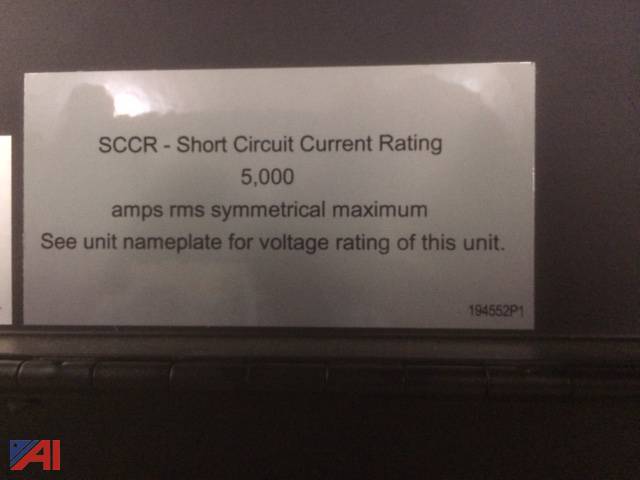 SCCR - Short Circuit Current Rating
5,000
amps rms symmetrical maximum
See unit nameplate for voltage rating of this unit.
194552P1
AI